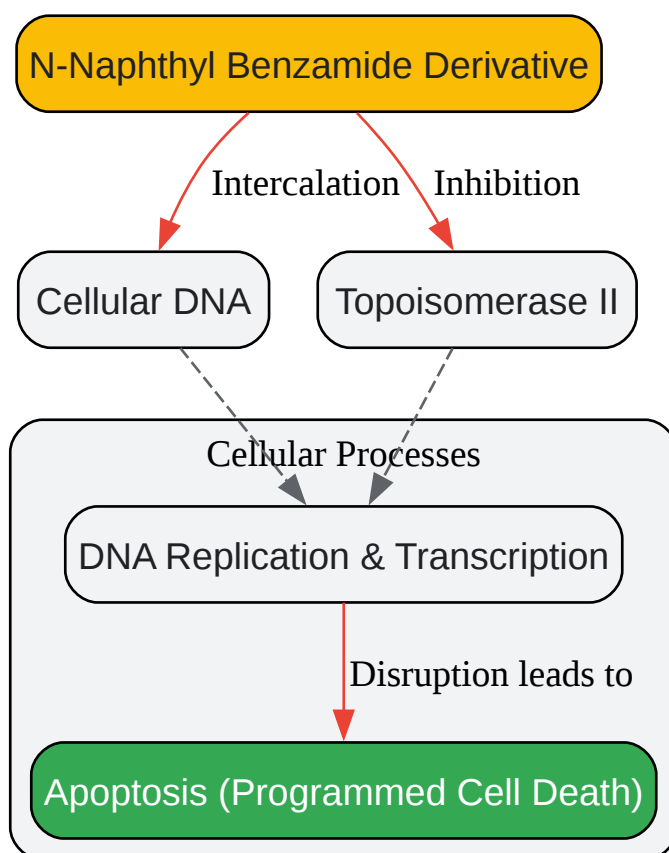 N-Naphthyl Benzamide Derivative
Intercalation
Inhibition
Cellular DNA
Topoisomerase II
Cellular Processes
DNA Replication & Transcription
Disruption leads to
Apoptosis (Programmed Cell Death)